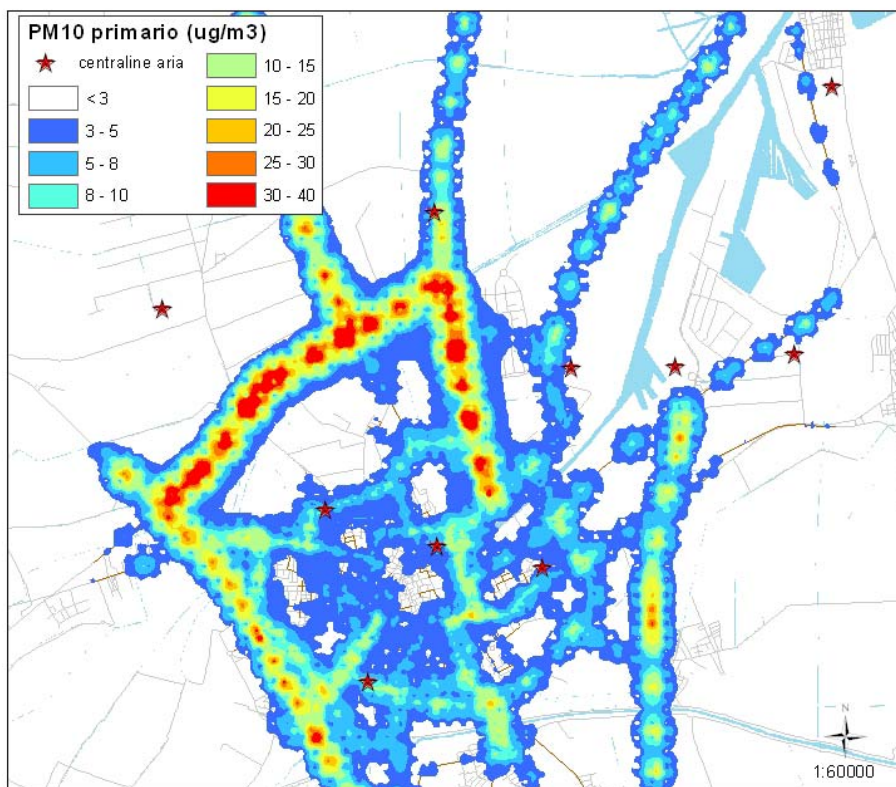 PM10 primario (ug/m3)
centraline aria
< 3
3 - 5
5 - 8
8 - 10
10 - 15
15 - 20
20 - 25
25 - 30
30 - 40
N
1:60000